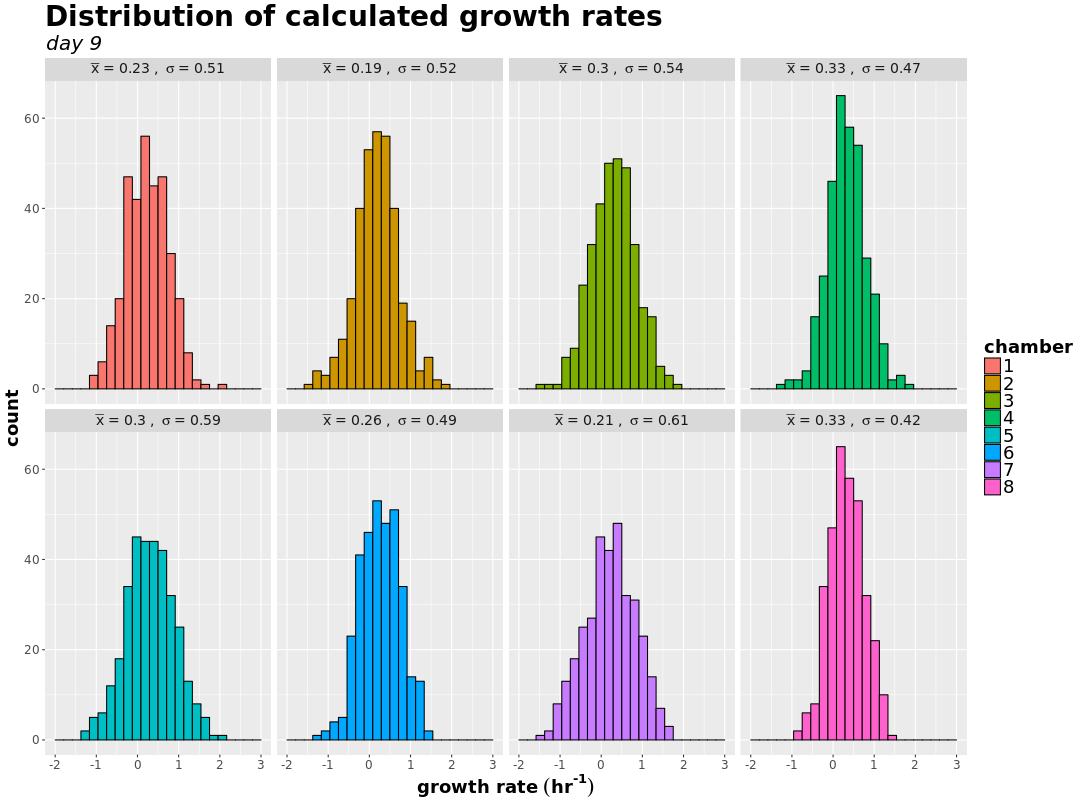 Distribution of calculated growth rates
day 9
x̅ = 0.23 , σ = 0.51
x̅ = 0.19 , σ = 0.52
x̅ = 0.3 , σ = 0.54
x̅ = 0.33 , σ = 0.47
60
40
20
0
count
x̅ = 0.3 , σ = 0.59
x̅ = 0.26 , σ = 0.49
x̅ = 0.21 , σ = 0.61
x̅ = 0.33 , σ = 0.42
60
40
20
0
-2 -1 0 1 2 3
-2 -1 0 1 2 3
-2 -1 0 1 2 3
-2 -1 0 1 2 3
growth rate (hr⁻¹)
chamber
1
2
3
4
5
6
7
8